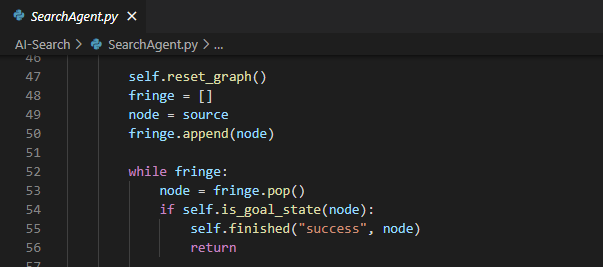 SearchAgent.py ×
AI-Search > SearchAgent.py > ...
46
47 self.reset_graph()
48 fringe = []
49 node = source
50 fringe.append(node)
51
52 while fringe:
53 node = fringe.pop()
54 if self.is_goal_state(node):
55 self.finished("success", node)
56 return
57